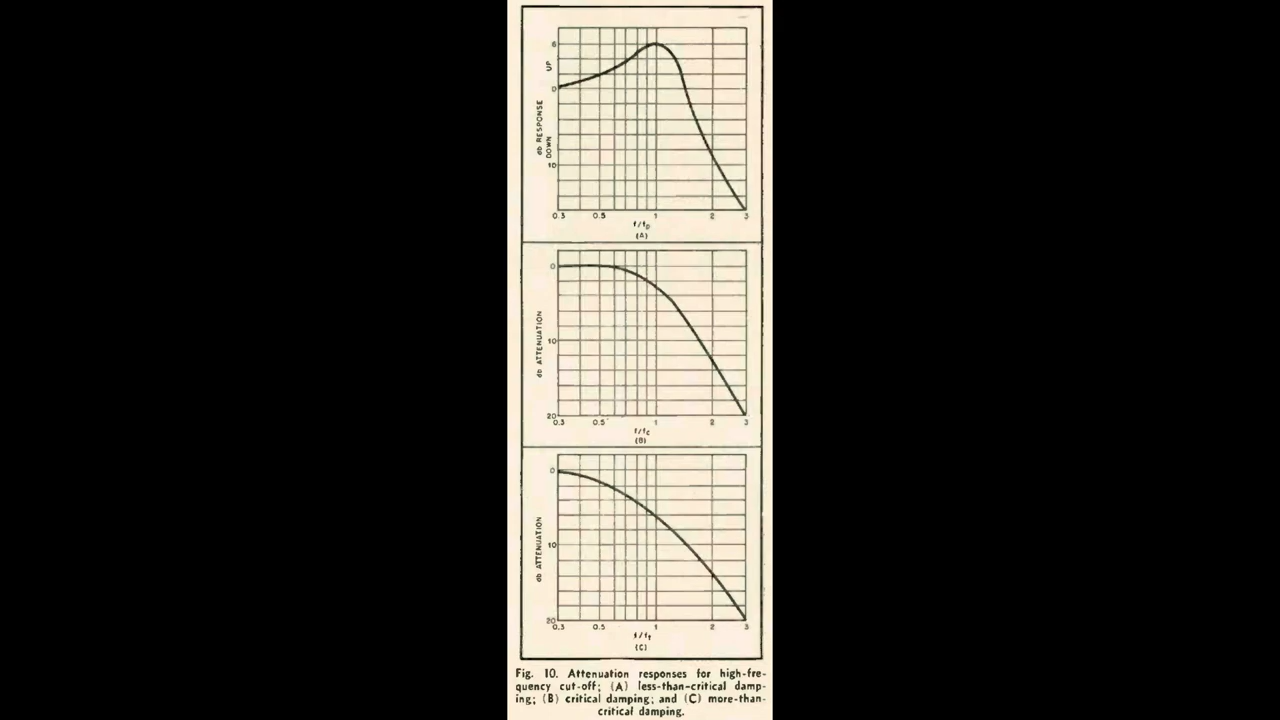 6
UP
0
db RESPONSE
DOWN
10
0.3 0.5 1 2 3
f/fp
(A)
0
db ATTENUATION
10
20
0.3 0.5 1 2 3
f/fc
(B)
0
db ATTENUATION
10
20
0.3 0.5 1 2 3
f/ft
(C)
Fig. 10. Attenuation responses for high-fre-
quency cut-off; (A) less-than-critical damp-
ing; (B) critical damping; and (C) more-than-
critical damping.